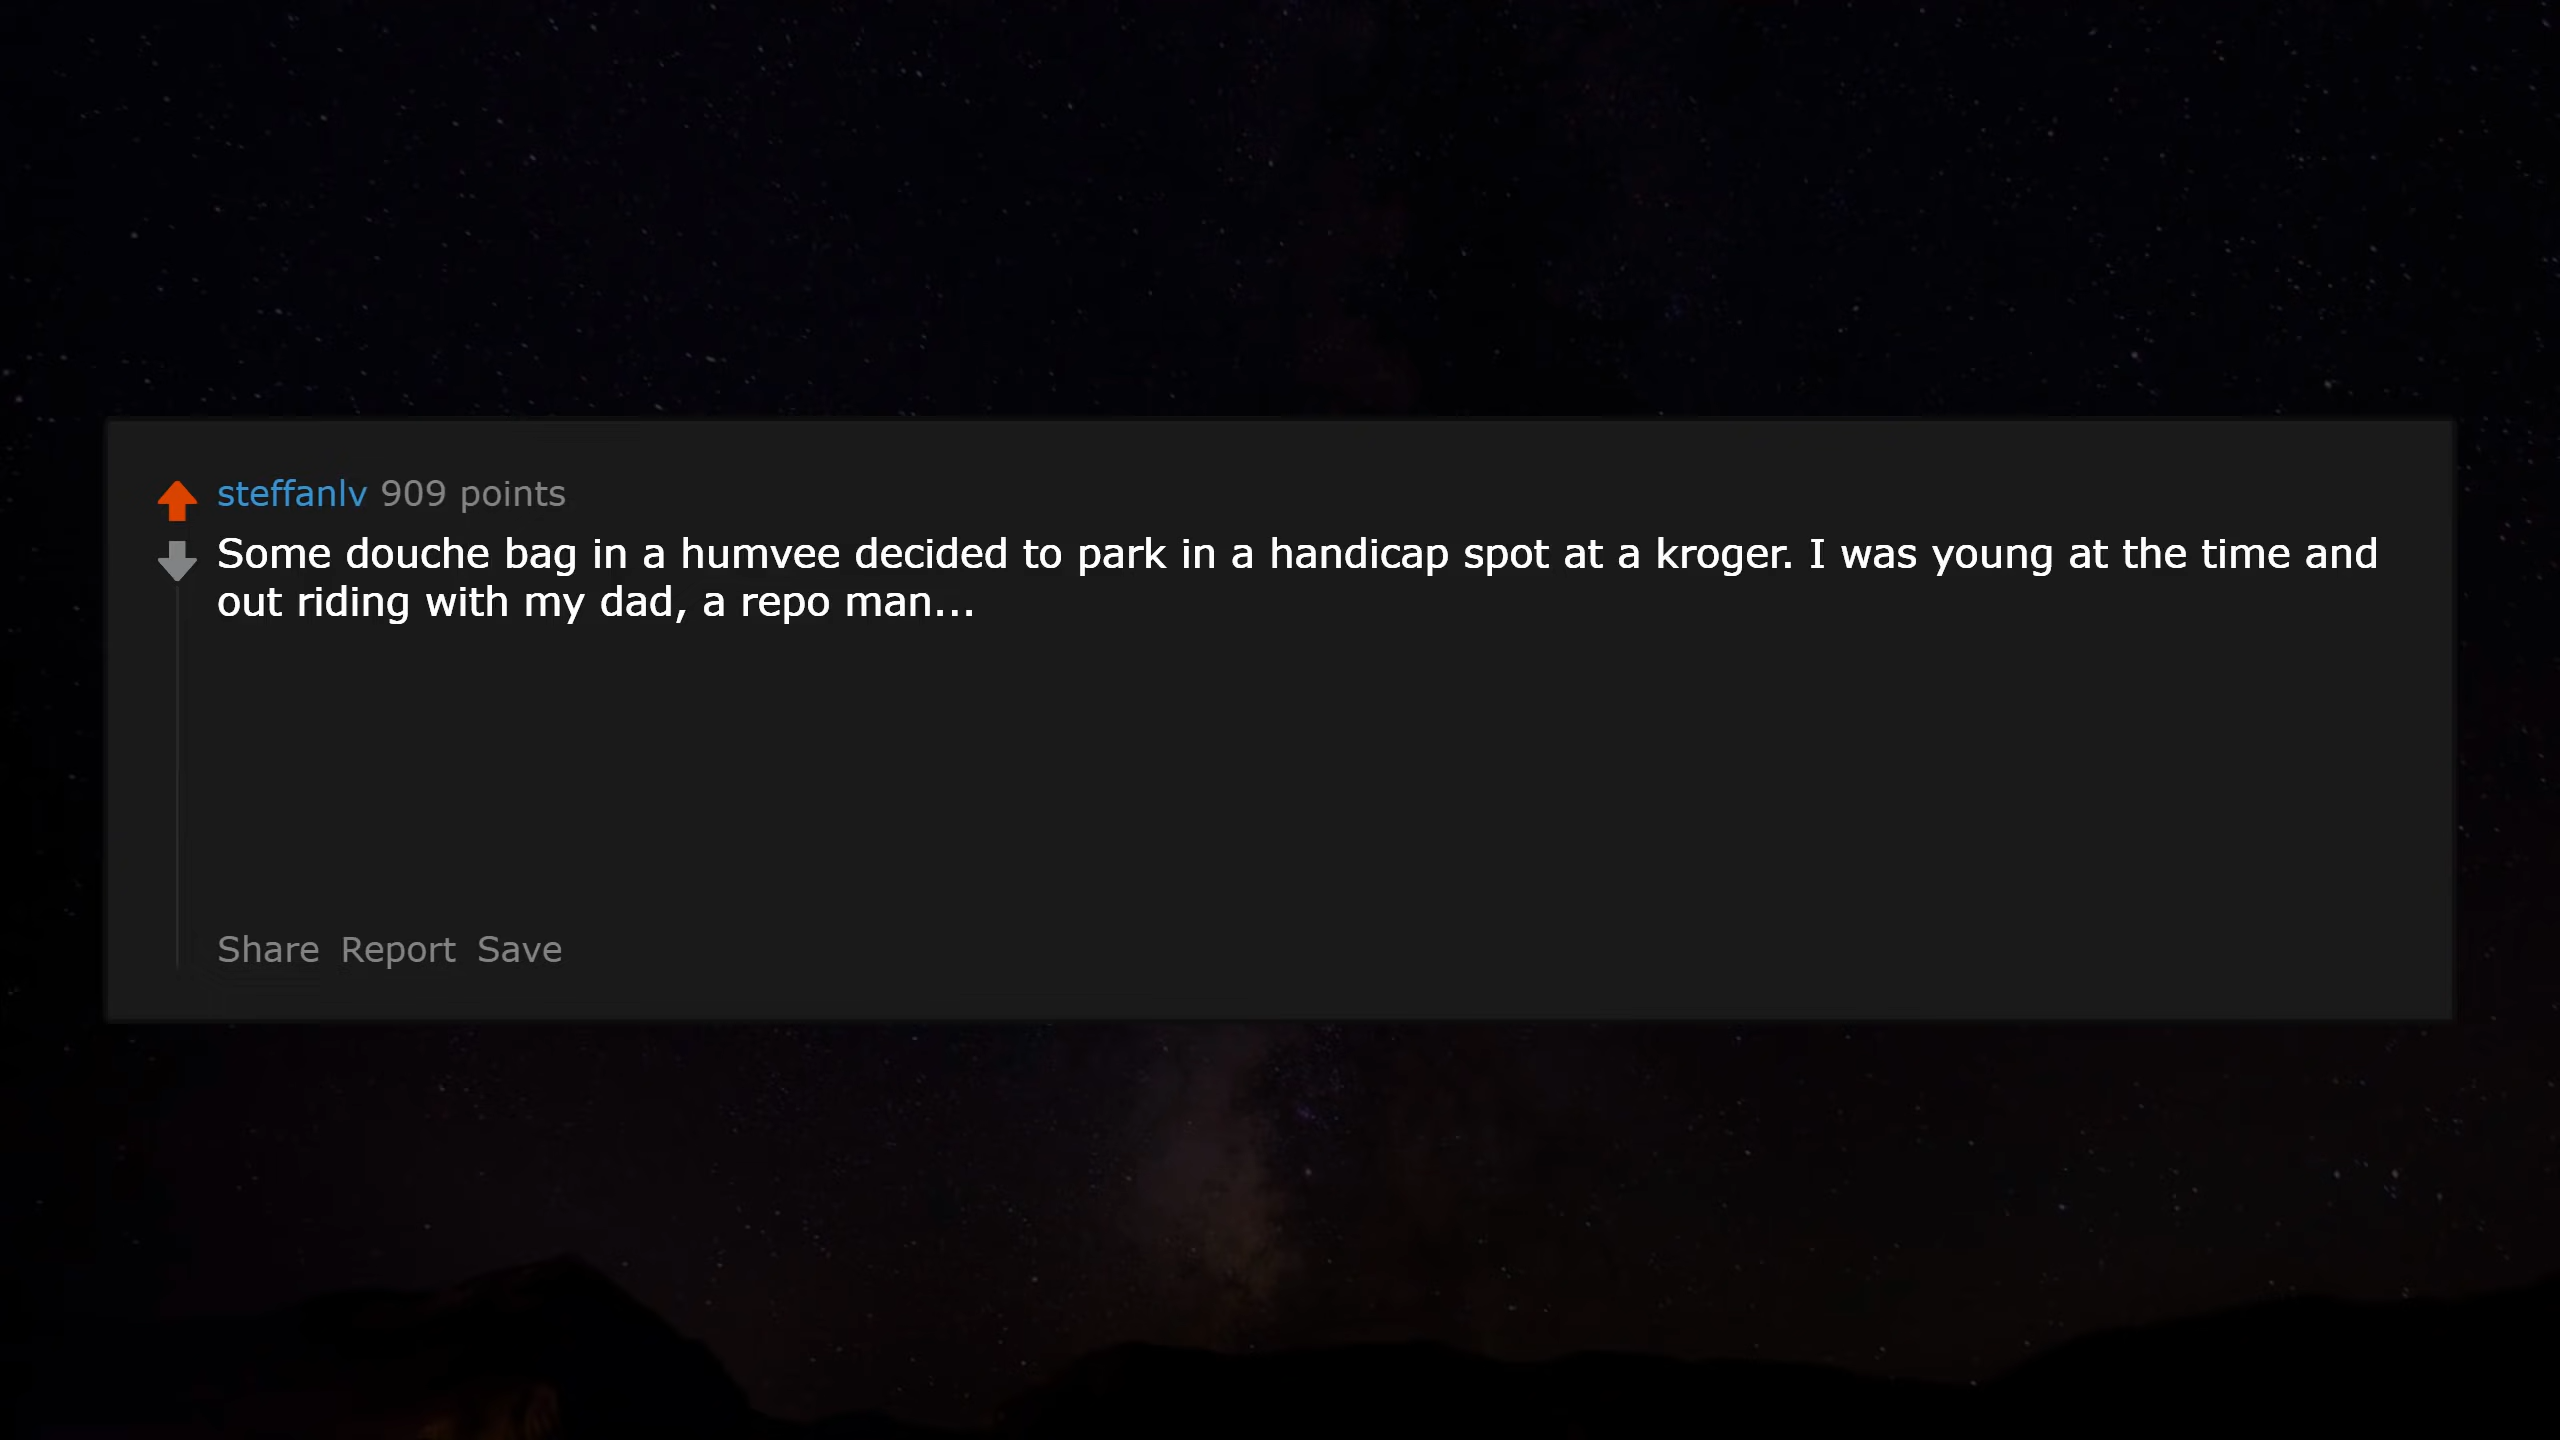 steffanlv 909 points
Some douche bag in a humvee decided to park in a handicap spot at a kroger. I was young at the time and
out riding with my dad, a repo man...
Share Report Save